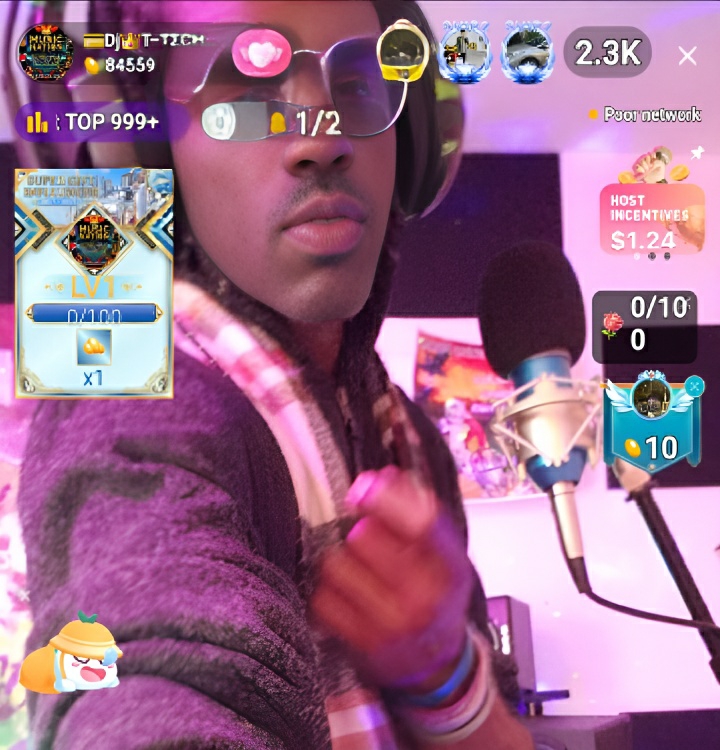 84559
2.3K
TOP 999+
1/2
Poor network
HOST
INCENTIVES
$1.24
LV1
0/100
x1
0/10
0
10